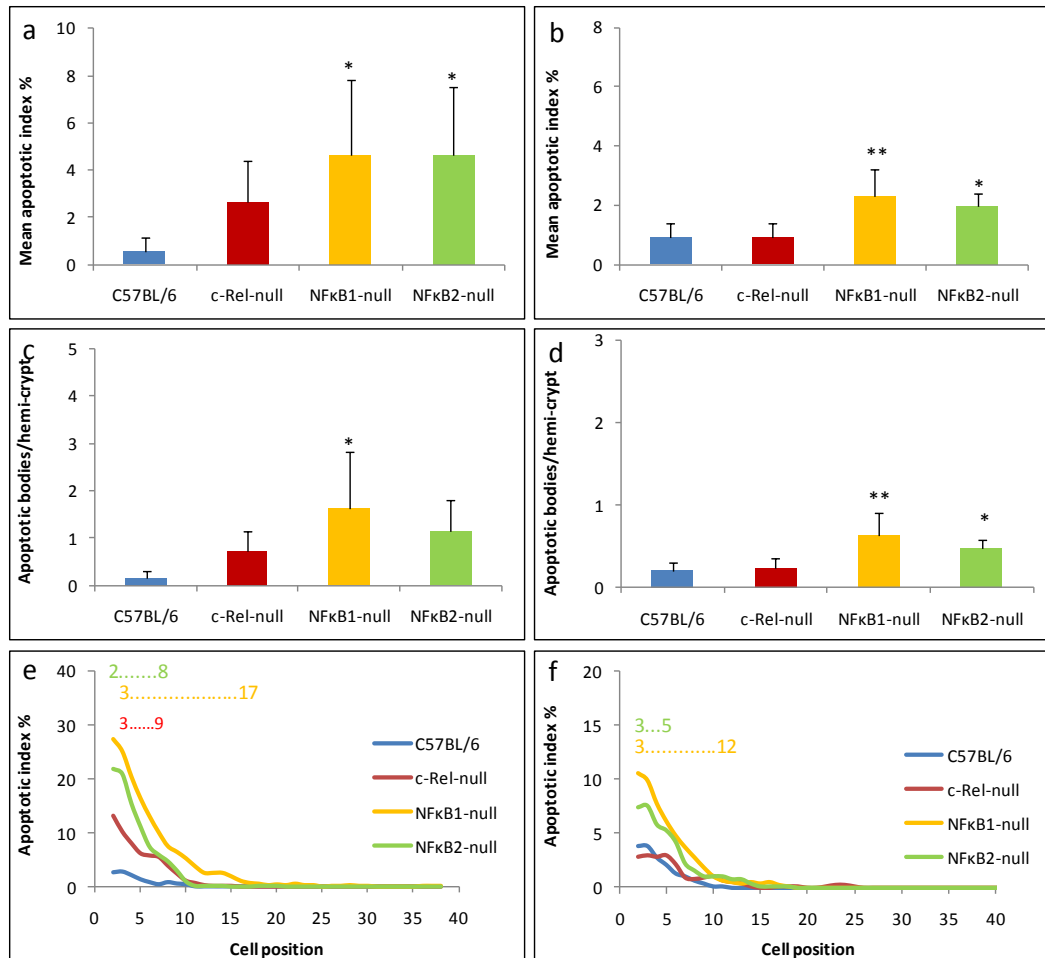 a
Mean apoptotic index %
10
8
6
4
2
0
*
*
C57BL/6 c-Rel-null NFκB1-null NFκB2-null
b
Mean apoptotic index %
8
6
4
2
0
**
*
C57BL/6 c-Rel-null NFκB1-null NFκB2-null
c
Apoptotic bodies/hemi-crypt
5
4
3
2
1
0
*
C57BL/6 c-Rel-null NFκB1-null NFκB2-null
d
Apoptotic bodies/hemi-crypt
3
2
1
0
**
*
C57BL/6 c-Rel-null NFκB1-null NFκB2-null
e
Apoptotic index %
40
30
20
10
0
2.......8
3...................17
3......9
C57BL/6
c-Rel-null
NFκB1-null
NFκB2-null
0 5 10 15 20 25 30 35 40
Cell position
f
Apoptotic index %
20
15
10
5
0
3...5
3.............12
C57BL/6
c-Rel-null
NFκB1-null
NFκB2-null
0 10 20 30 40
Cell position